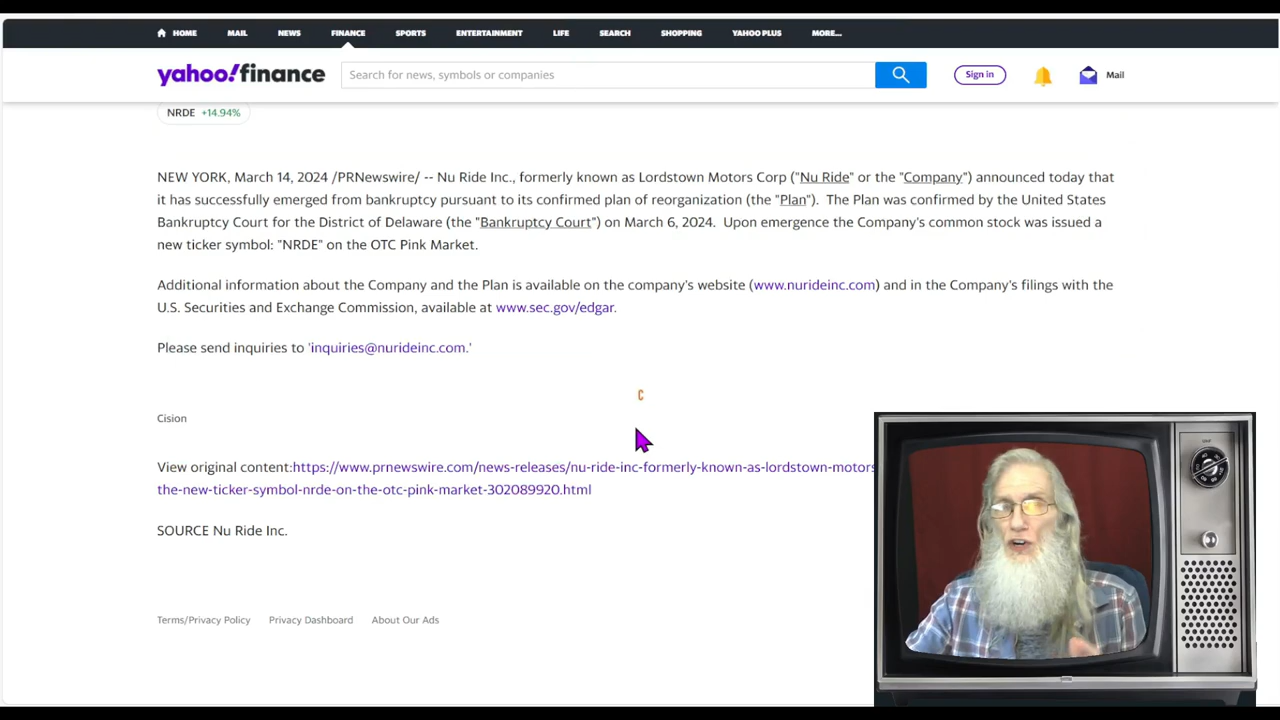 HOME MAIL NEWS FINANCE SPORTS ENTERTAINMENT LIFE SEARCH SHOPPING YAHOO PLUS MORE...
yahoo!finance Search for news, symbols or companies Sign in Mail
NRDE +14.94%
NEW YORK, March 14, 2024 /PRNewswire/ -- Nu Ride Inc., formerly known as Lordstown Motors Corp ("Nu Ride" or the "Company") announced today that
it has successfully emerged from bankruptcy pursuant to its confirmed plan of reorganization (the "Plan"). The Plan was confirmed by the United States
Bankruptcy Court for the District of Delaware (the "Bankruptcy Court") on March 6, 2024. Upon emergence the Company's common stock was issued a
new ticker symbol: "NRDE" on the OTC Pink Market.
Additional information about the Company and the Plan is available on the company's website (www.nurideinc.com) and in the Company's filings with the
U.S. Securities and Exchange Commission, available at www.sec.gov/edgar.
Please send inquiries to 'inquiries@nurideinc.com.'
C
Cision
View original content:https://www.prnewswire.com/news-releases/nu-ride-inc-formerly-known-as-lordstown-motors
the-new-ticker-symbol-nrde-on-the-otc-pink-market-302089920.html
SOURCE Nu Ride Inc.
Terms/Privacy Policy Privacy Dashboard About Our Ads